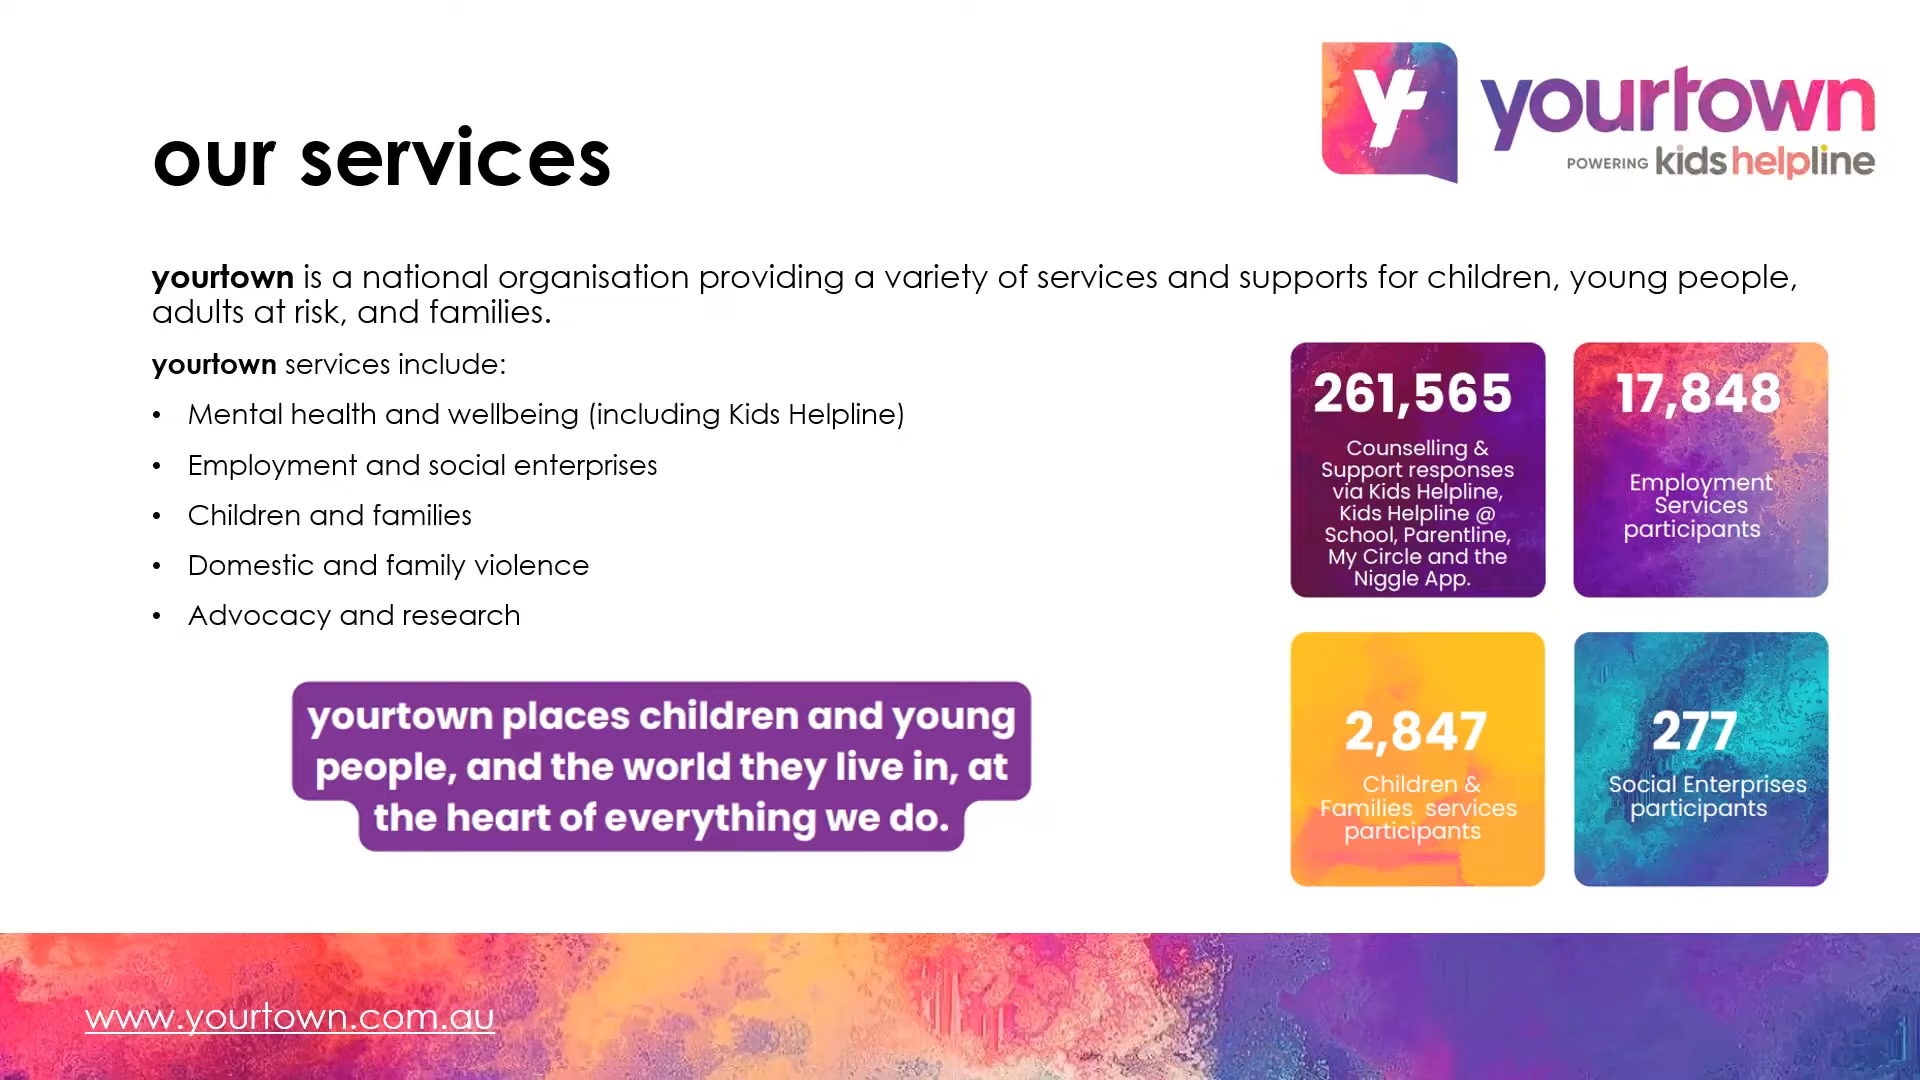 yourtown
POWERING kidshelpline
our services
yourtown is a national organisation providing a variety of services and supports for children, young people,
adults at risk, and families.
yourtown services include:
• Mental health and wellbeing (including Kids Helpline)
• Employment and social enterprises
• Children and families
• Domestic and family violence
• Advocacy and research
yourtown places children and young
people, and the world they live in, at
the heart of everything we do.
261,565
Counselling &
Support responses
via Kids Helpline,
Kids Helpline @
School, Parentline,
My Circle and the
Niggle App.
17,848
Employment
Services
participants
2,847
Children &
Families services
participants
277
Social Enterprises
participants
www.yourtown.com.au